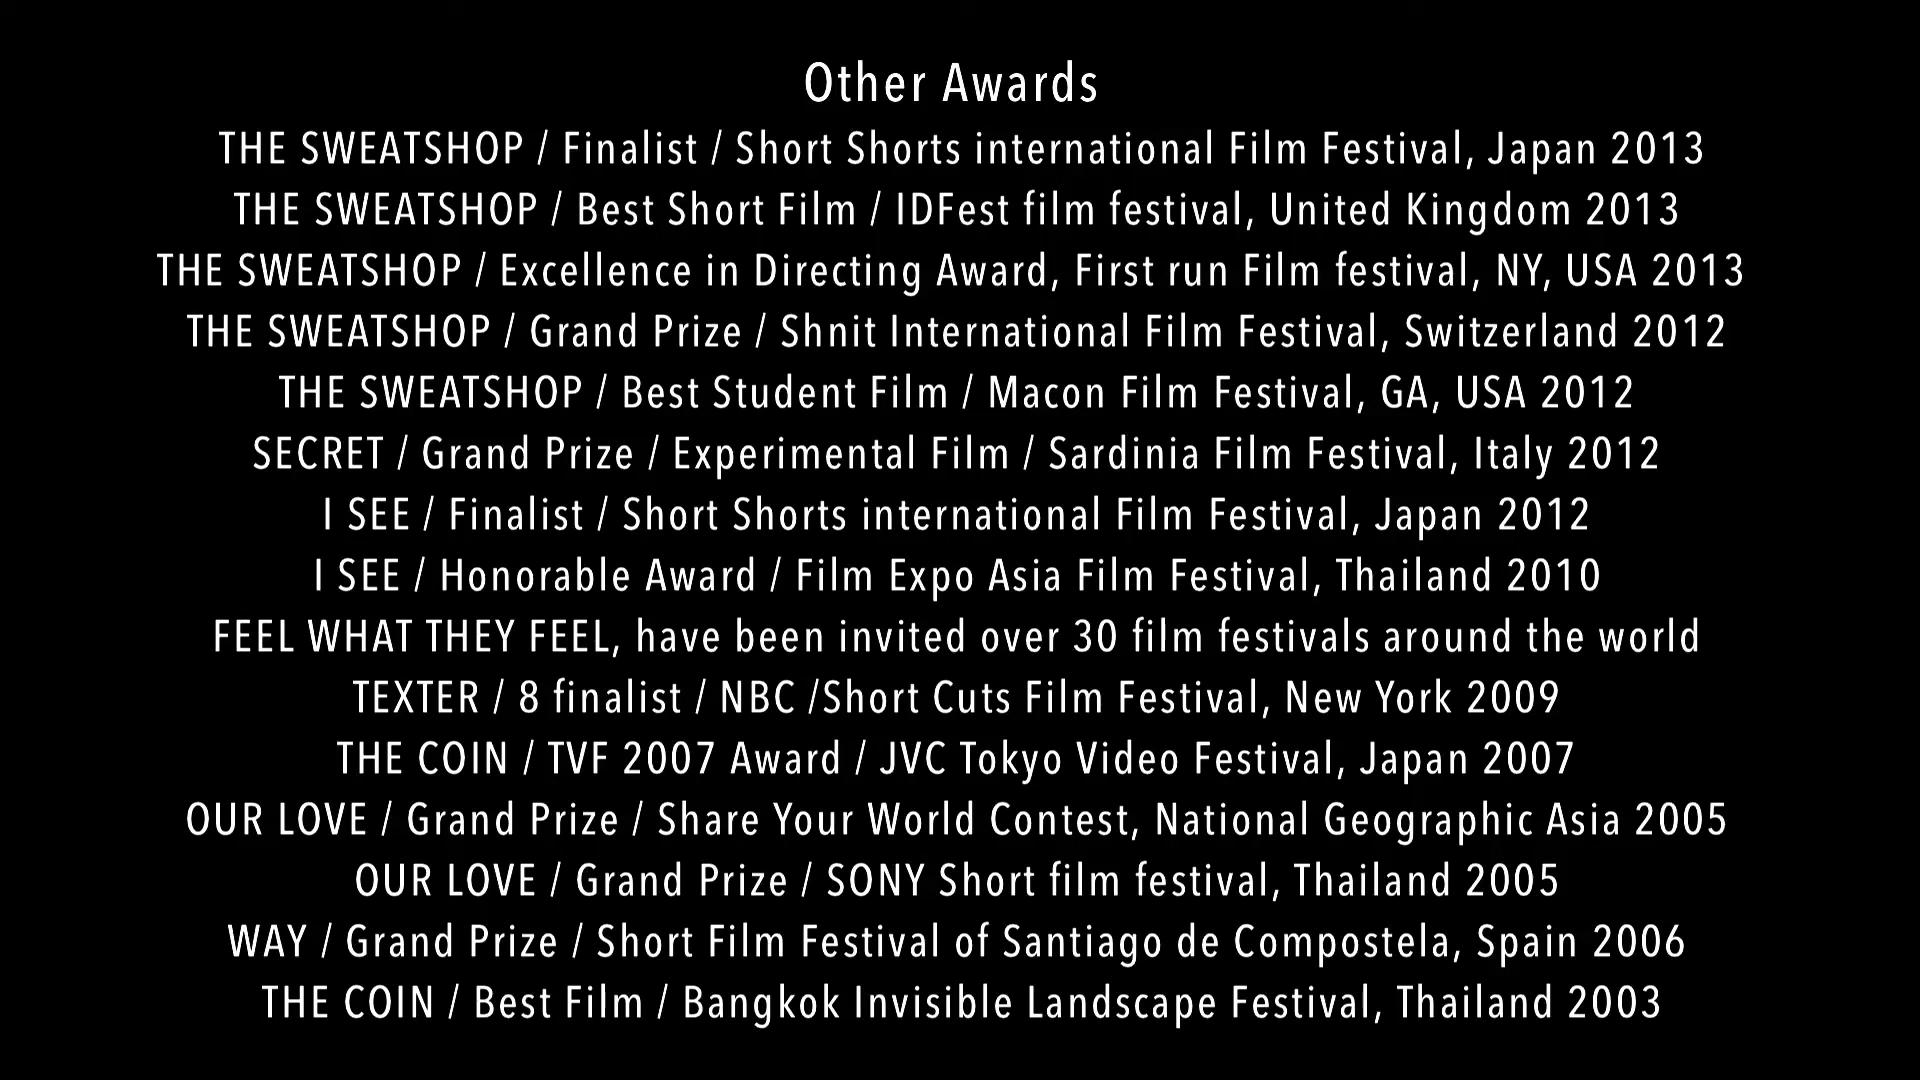 Other Awards
THE SWEATSHOP / Finalist / Short Shorts international Film Festival, Japan 2013
THE SWEATSHOP / Best Short Film / IDFest film festival, United Kingdom 2013
THE SWEATSHOP / Excellence in Directing Award, First run Film festival, NY, USA 2013
THE SWEATSHOP / Grand Prize / Shnit International Film Festival, Switzerland 2012
THE SWEATSHOP / Best Student Film / Macon Film Festival, GA, USA 2012
SECRET / Grand Prize / Experimental Film / Sardinia Film Festival, Italy 2012
I SEE / Finalist / Short Shorts international Film Festival, Japan 2012
I SEE / Honorable Award / Film Expo Asia Film Festival, Thailand 2010
FEEL WHAT THEY FEEL, have been invited over 30 film festivals around the world
TEXTER / 8 finalist / NBC /Short Cuts Film Festival, New York 2009
THE COIN / TVF 2007 Award / JVC Tokyo Video Festival, Japan 2007
OUR LOVE / Grand Prize / Share Your World Contest, National Geographic Asia 2005
OUR LOVE / Grand Prize / SONY Short film festival, Thailand 2005
WAY / Grand Prize / Short Film Festival of Santiago de Compostela, Spain 2006
THE COIN / Best Film / Bangkok Invisible Landscape Festival, Thailand 2003